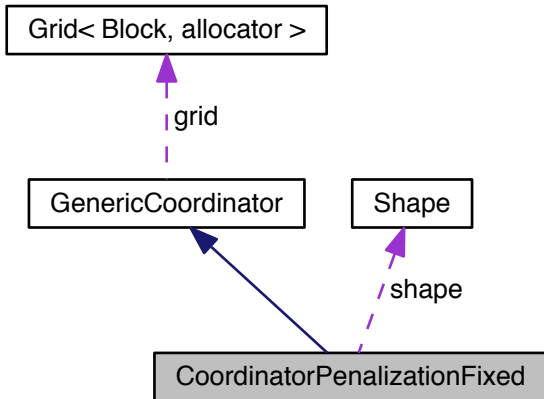 Grid< Block, allocator >
grid
GenericCoordinator
Shape
shape
CoordinatorPenalizationFixed